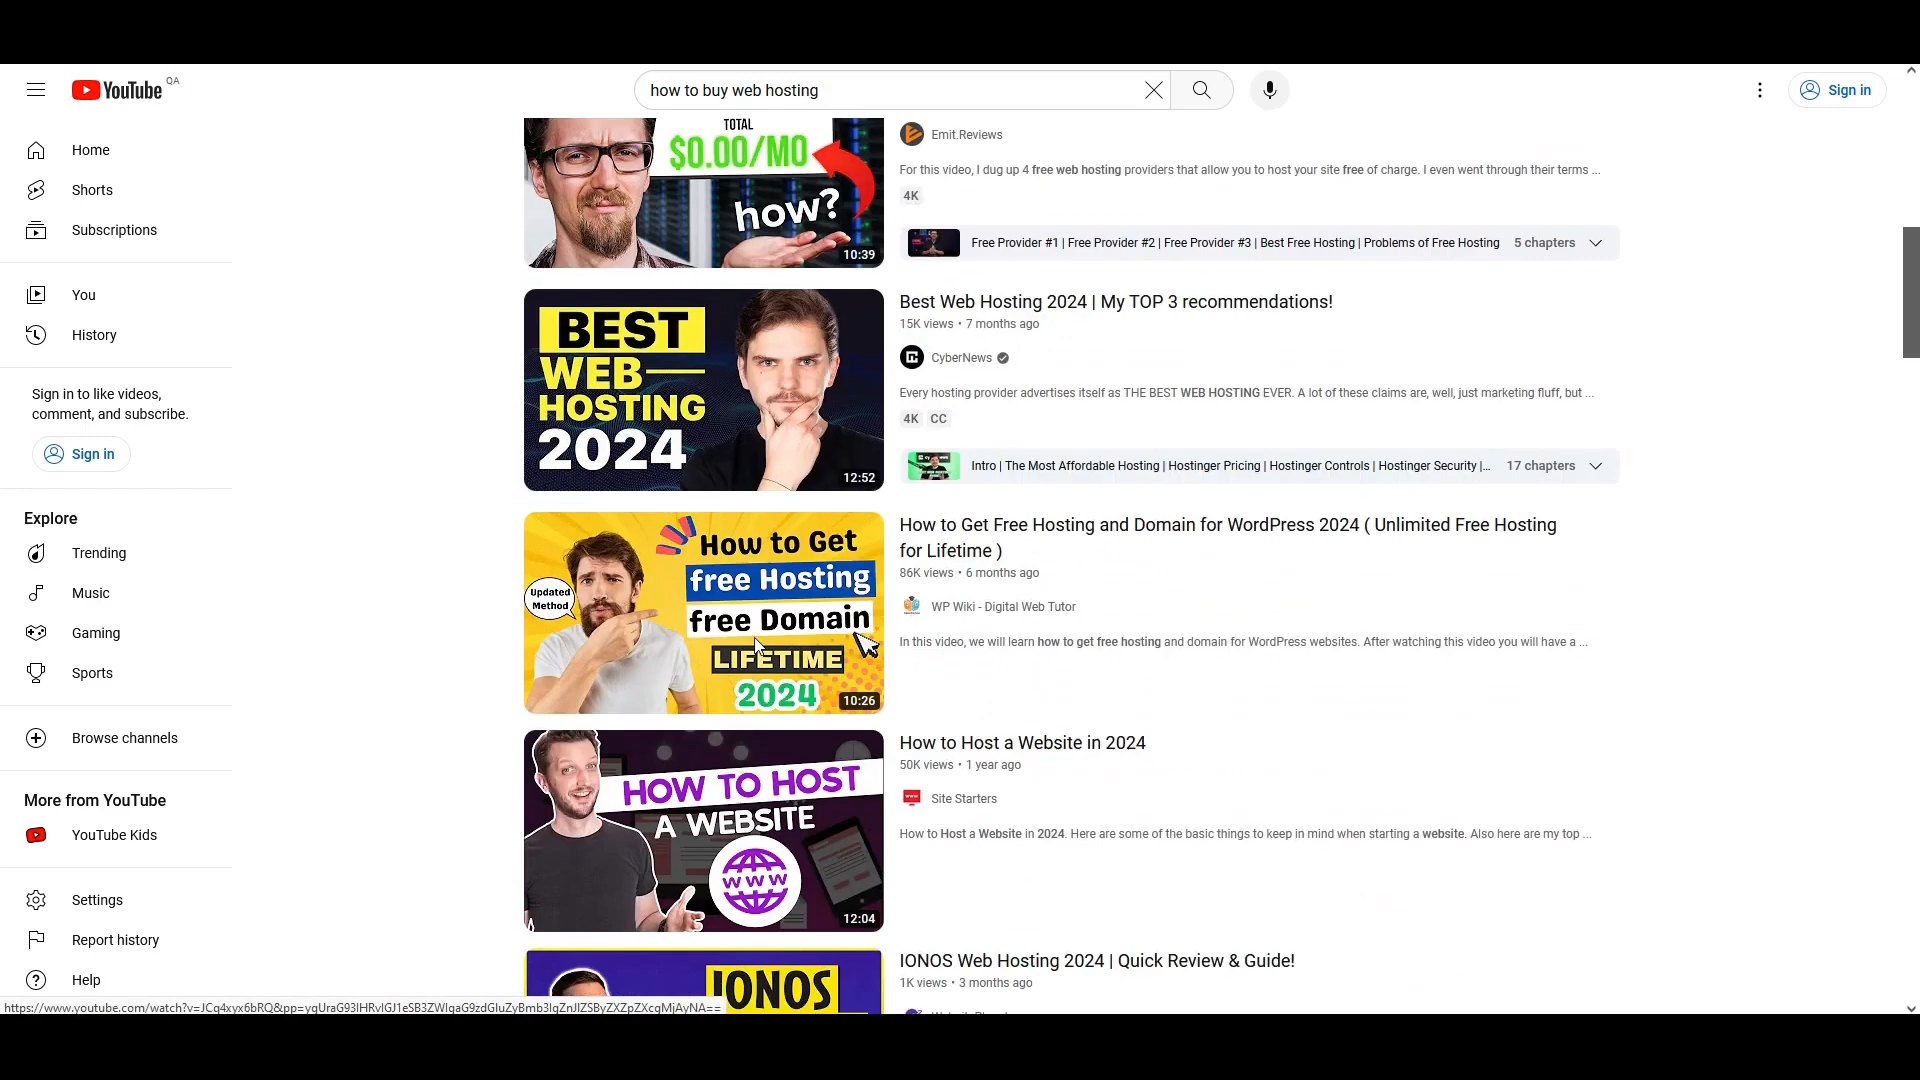 YouTube QA
how to buy web hosting
Sign in
Home
Shorts
Subscriptions
You
History
Sign in to like videos,
comment, and subscribe.
Sign in
Explore
Trending
Music
Gaming
Sports
Browse channels
More from YouTube
YouTube Kids
Settings
Report history
Help
TOTAL
$0.00/MO
how?
10:39
Emit.Reviews
For this video, I dug up 4 free web hosting providers that allow you to host your site free of charge. I even went through their terms ...
4K
Free Provider #1 | Free Provider #2 | Free Provider #3 | Best Free Hosting | Problems of Free Hosting 5 chapters
BEST
WEB
HOSTING
2024
12:52
Best Web Hosting 2024 | My TOP 3 recommendations!
15K views • 7 months ago
CyberNews
Every hosting provider advertises itself as THE BEST WEB HOSTING EVER. A lot of these claims are, well, just marketing fluff, but ...
4K CC
Intro | The Most Affordable Hosting | Hostinger Pricing | Hostinger Controls | Hostinger Security |... 17 chapters
Updated
Method
How to Get
free Hosting
free Domain
LIFETIME
2024
10:26
How to Get Free Hosting and Domain for WordPress 2024 ( Unlimited Free Hosting
for Lifetime )
86K views • 6 months ago
WP Wiki - Digital Web Tutor
In this video, we will learn how to get free hosting and domain for WordPress websites. After watching this video you will have a ...
HOW TO HOST
A WEBSITE
WWW
12:04
How to Host a Website in 2024
50K views • 1 year ago
Site Starters
How to Host a Website in 2024. Here are some of the basic things to keep in mind when starting a website. Also here are my top ...
IONOS
IONOS Web Hosting 2024 | Quick Review & Guide!
1K views • 3 months ago